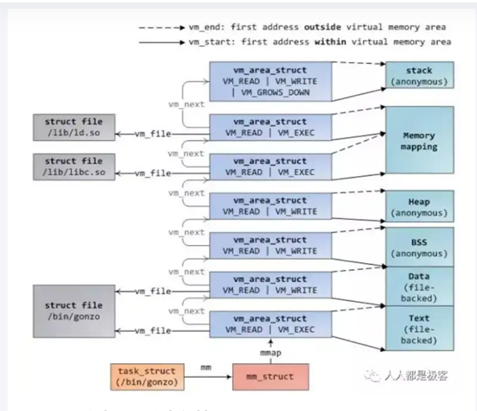 vm_end: first address outside virtual memory area
vm_start: first address within virtual memory area
vm_area_struct
VM_READ | VM_WRITE
| VM_GROWS_DOWN
stack
(anonymous)
vm_next
struct file
/lib/ld.so
vm_file
vm_area_struct
VM_READ | VM_EXEC
Memory
mapping
vm_next
struct file
/lib/libc.so
vm_file
vm_area_struct
VM_READ | VM_EXEC
vm_next
vm_area_struct
VM_READ | VM_WRITE
Heap
(anonymous)
vm_next
vm_area_struct
VM_READ | VM_WRITE
BSS
(anonymous)
vm_next
vm_file
vm_area_struct
VM_READ | VM_WRITE
Data
(file-
backed)
vm_next
struct file
/bin/gonzo
vm_file
vm_area_struct
VM_READ | VM_EXEC
Text
(file-
backed)
mmap
task_struct
(/bin/gonzo)
mm
mm_struct
人人都是极客